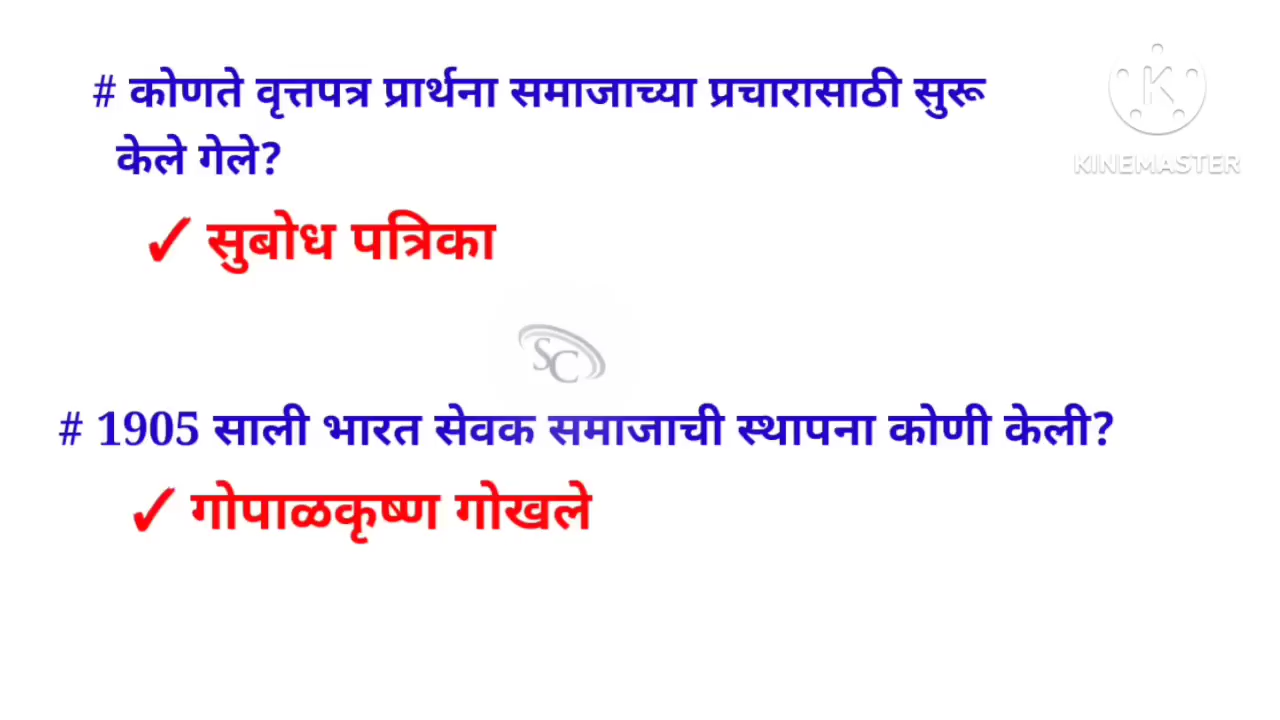 # कोणते वृत्तपत्र प्रार्थना समाजाच्या प्रचारासाठी सुरू
केले गेले?
✓ सुबोध पत्रिका
# 1905 साली भारत सेवक समाजाची स्थापना कोणी केली?
✓ गोपाळकृष्ण गोखले
K
KINEMASTER
SC